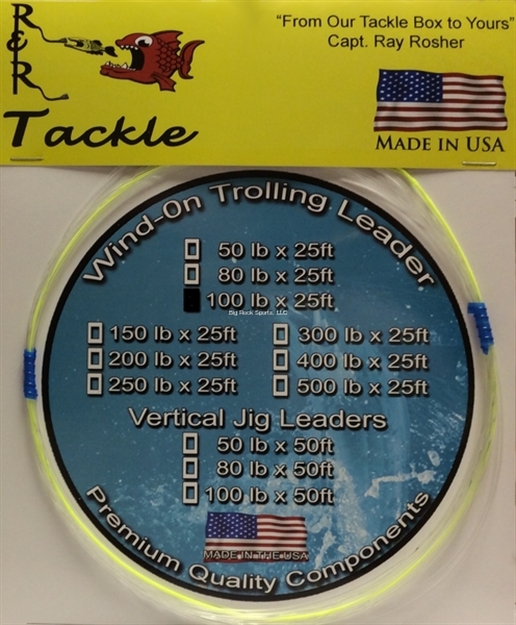 R&R
Tackle
"From Our Tackle Box to Yours"
Capt. Ray Rosher
MADE IN USA
Wind-On Trolling Leader
50 lb x 25ft
80 lb x 25ft
100 lb x 25ft
Big Rock Sports, LLC
150 lb x 25ft
300 lb x 25ft
200 lb x 25ft
400 lb x 25ft
250 lb x 25ft
500 lb x 25ft
Vertical Jig Leaders
50 lb x 50ft
80 lb x 50ft
100 lb x 50ft
MADE IN THE USA
Premium Quality Components